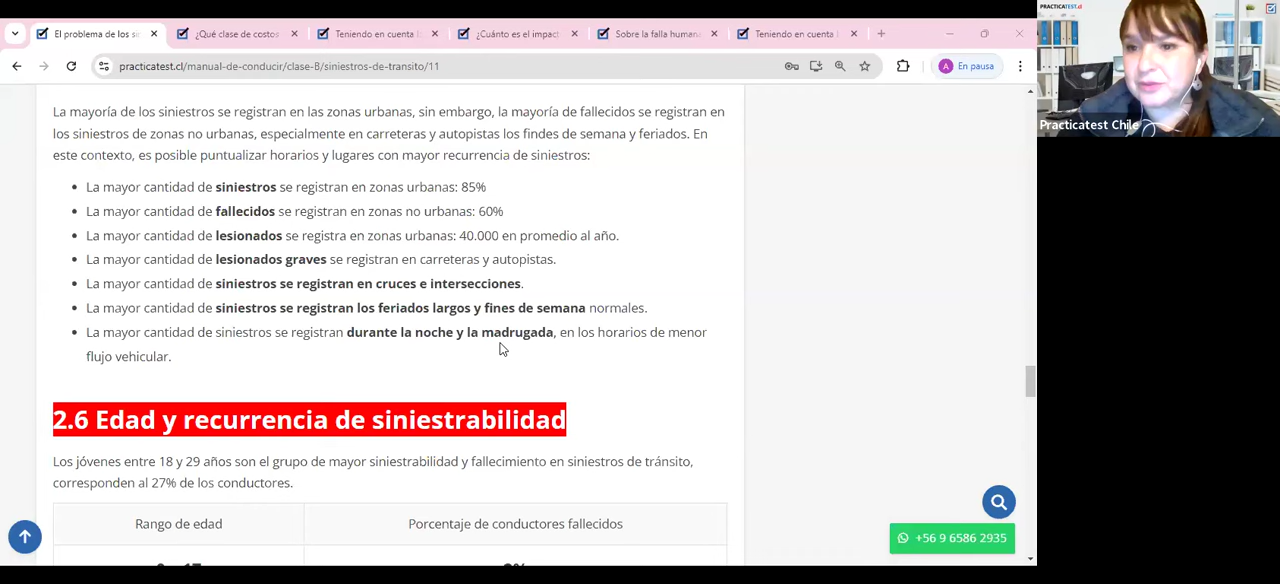 El problema de los si
¿Qué clase de costos
Teniendo en cuenta l
¿Cuánto es el impact
Sobre la falla humana
Teniendo en cuenta l
practicatest.cl/manual-de-conducir/clase-B/siniestros-de-transito/11
A
En pausa
PRACTICATEST.cl
Practicatest Chile
La mayoría de los siniestros se registran en las zonas urbanas, sin embargo, la mayoría de fallecidos se registran en
los siniestros de zonas no urbanas, especialmente en carreteras y autopistas los findes de semana y feriados. En
este contexto, es posible puntualizar horarios y lugares con mayor recurrencia de siniestros:
• La mayor cantidad de siniestros se registran en zonas urbanas: 85%
• La mayor cantidad de fallecidos se registran en zonas no urbanas: 60%
• La mayor cantidad de lesionados se registra en zonas urbanas: 40.000 en promedio al año.
• La mayor cantidad de lesionados graves se registran en carreteras y autopistas.
• La mayor cantidad de siniestros se registran en cruces e intersecciones.
• La mayor cantidad de siniestros se registran los feriados largos y fines de semana normales.
• La mayor cantidad de siniestros se registran durante la noche y la madrugada, en los horarios de menor
flujo vehicular.
2.6 Edad y recurrencia de siniestrabilidad
Los jóvenes entre 18 y 29 años son el grupo de mayor siniestrabilidad y fallecimiento en siniestros de tránsito,
corresponden al 27% de los conductores.
Rango de edad
Porcentaje de conductores fallecidos
+56 9 6586 2935